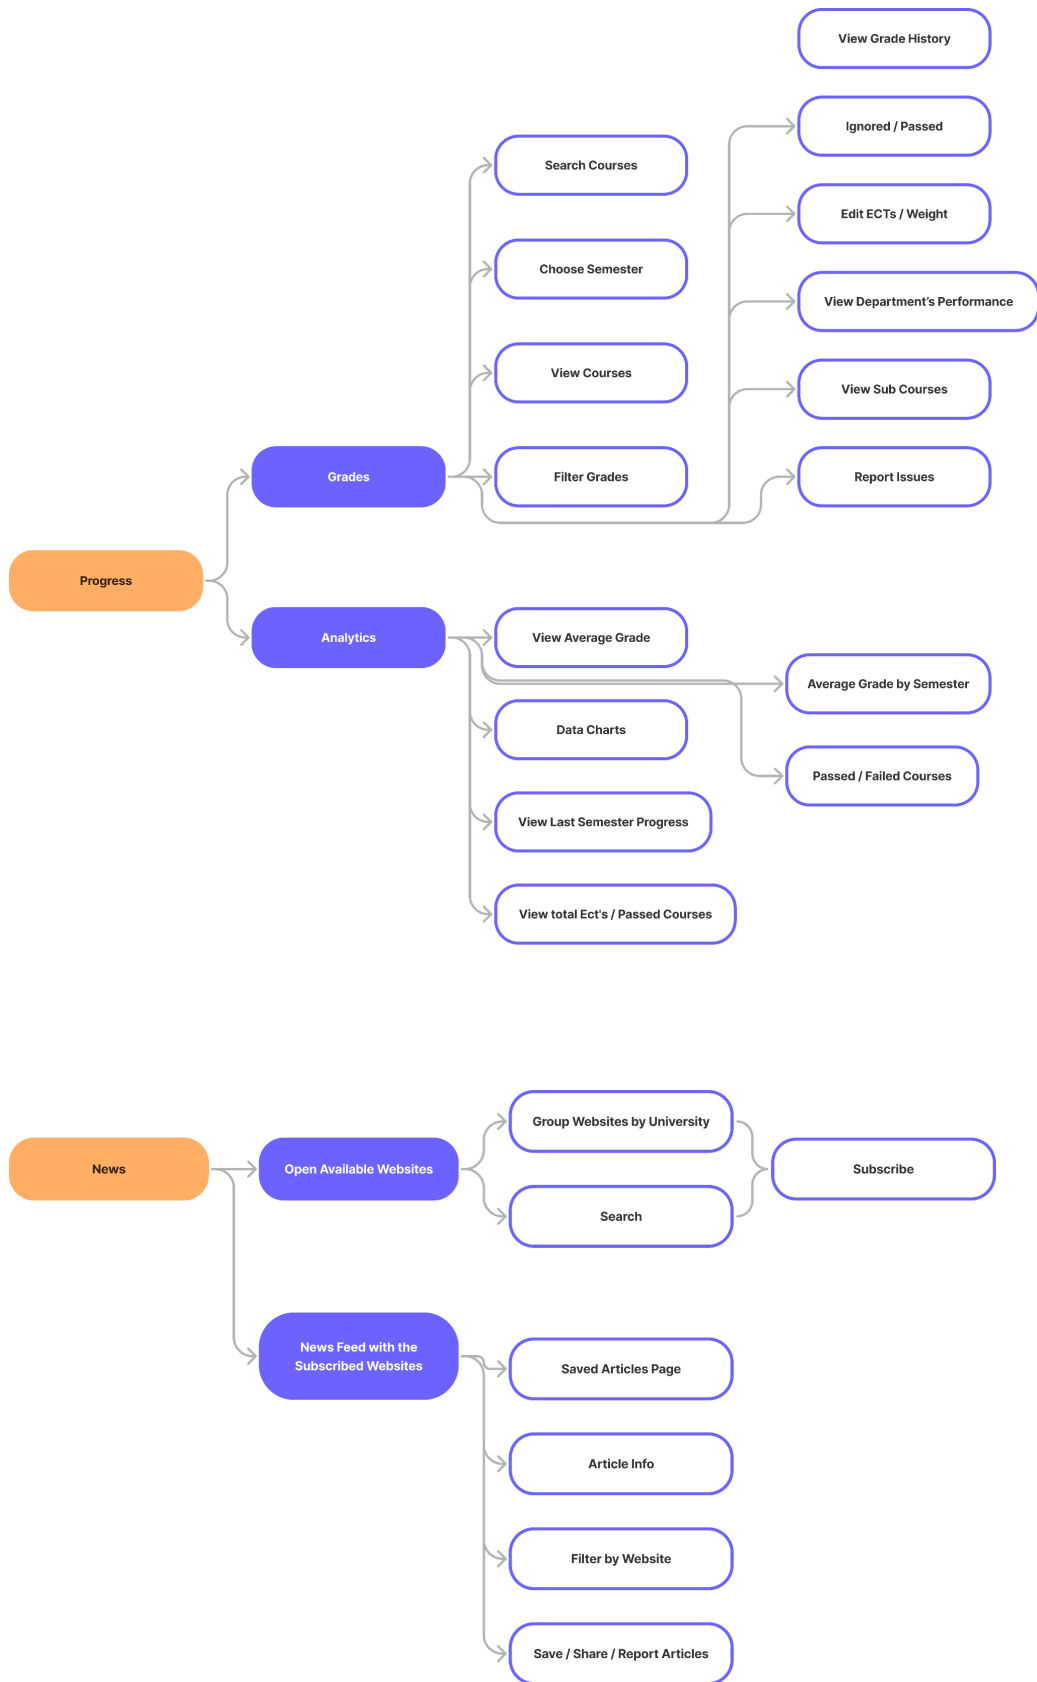 View Grade History
Ignored / Passed
Search Courses
Edit ECTs / Weight
Choose Semester
View Department's Performance
View Courses
View Sub Courses
Grades
Filter Grades
Report Issues
Progress
Analytics
View Average Grade
Average Grade by Semester
Data Charts
Passed / Failed Courses
View Last Semester Progress
View total Ect's / Passed Courses
Group Websites by University
News
Open Available Websites
Subscribe
Search
News Feed with the
Subscribed Websites
Saved Articles Page
Article Info
Filter by Website
Save / Share / Report Articles